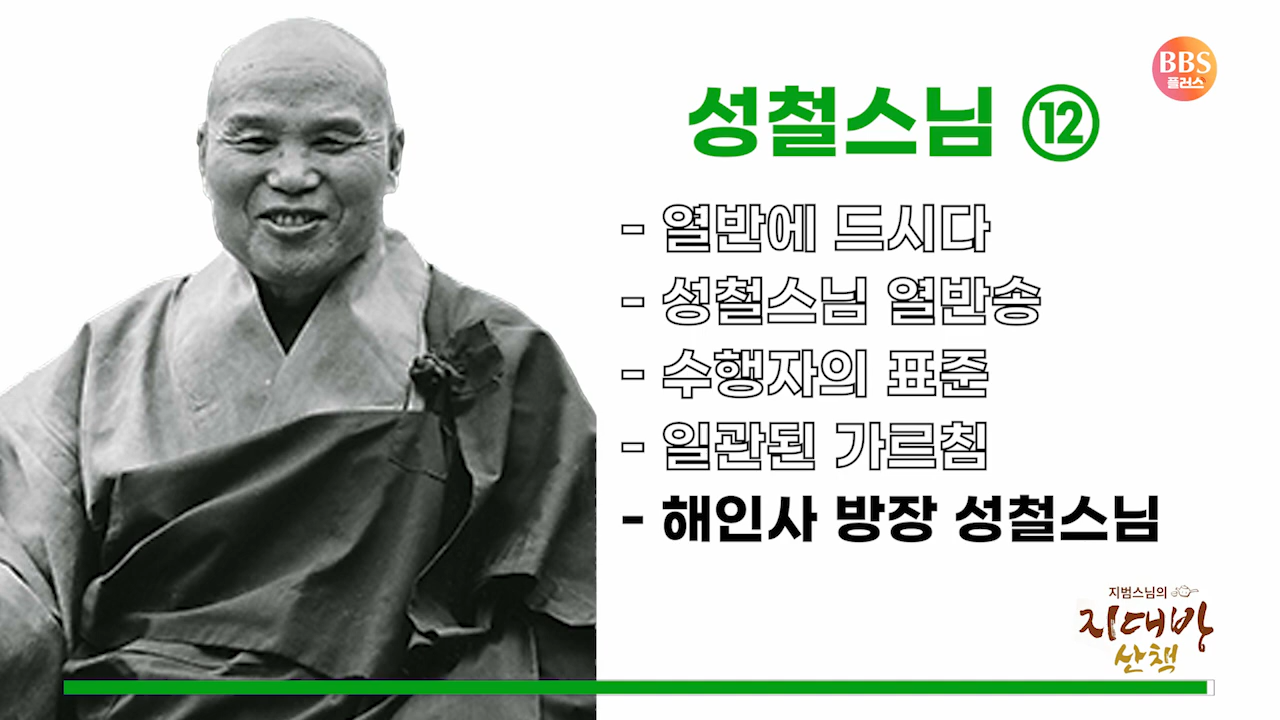 BBS
플러스
성철스님 ⑫
- 열반에 드시다
- 성철스님 열반송
- 수행자의 표준
- 일관된 가르침
- 해인사 방장 성철스님
지범스님의
지대방
산책